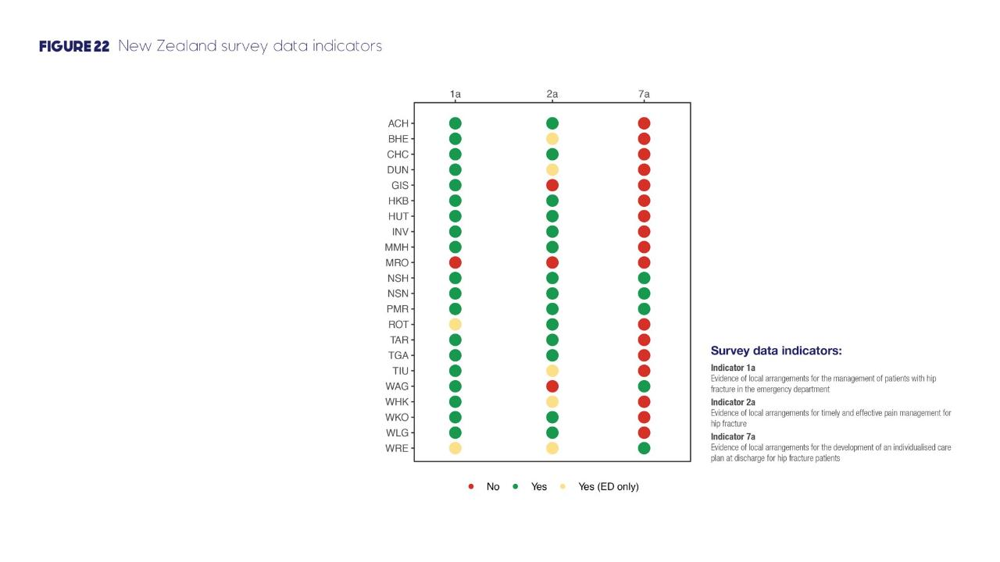 FIGURE 22 New Zealand survey data indicators
1a 2a 7a
ACH
BHE
CHC
DUN
GIS
HKB
HUT
INV
MMH
MRO
NSH
NSN
PMR
ROT
TAR
TGA
TIU
WAG
WHK
WKO
WLG
WRE
No Yes Yes (ED only)
Survey data indicators:
Indicator 1a
Evidence of local arrangements for the management of patients with hip
fracture in the emergency department
Indicator 2a
Evidence of local arrangements for timely and effective pain management for
hip fracture
Indicator 7a
Evidence of local arrangements for the development of an individualised care
plan at discharge for hip fracture patients